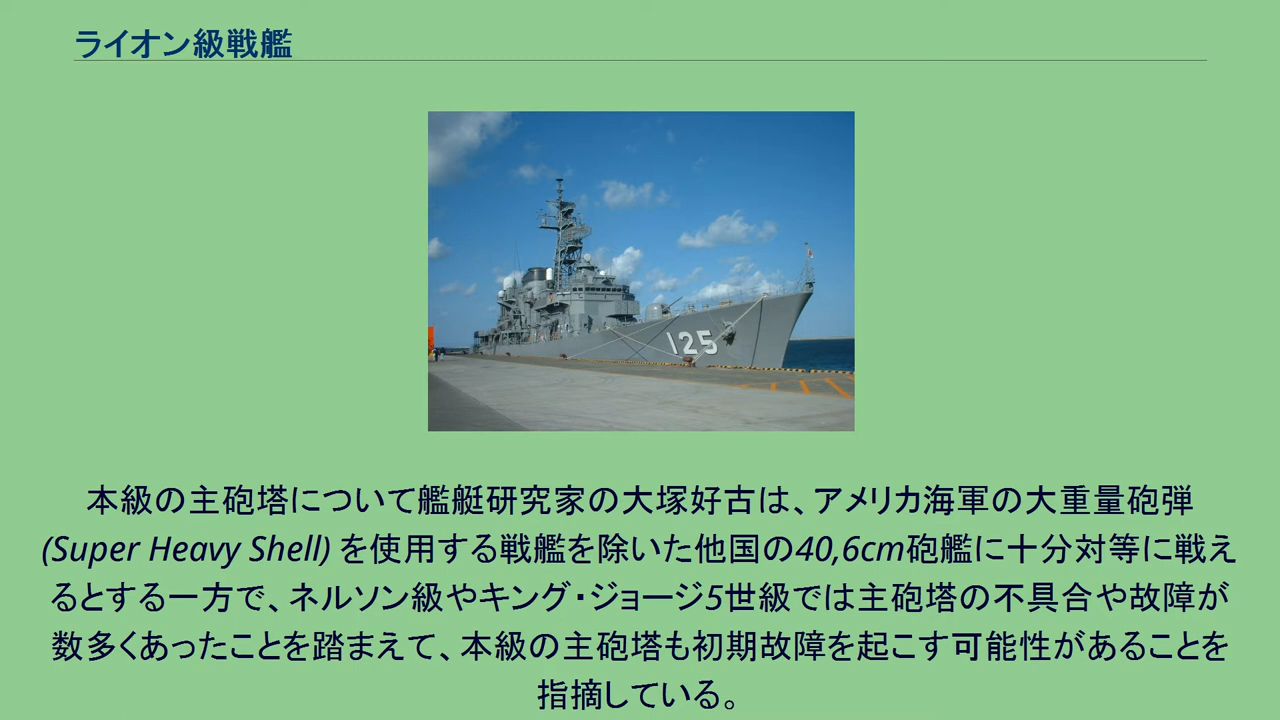 ライオン級戦艦
125
本級の主砲塔について艦艇研究家の大塚好古は、アメリカ海軍の大重量砲弾
(Super Heavy Shell) を使用する戦艦を除いた他国の40,6cm砲艦に十分対等に戦え
るとする一方で、ネルソン級やキング・ジョージ5世級では主砲塔の不具合や故障が
数多くあったことを踏まえて、本級の主砲塔も初期故障を起こす可能性があることを
指摘している。